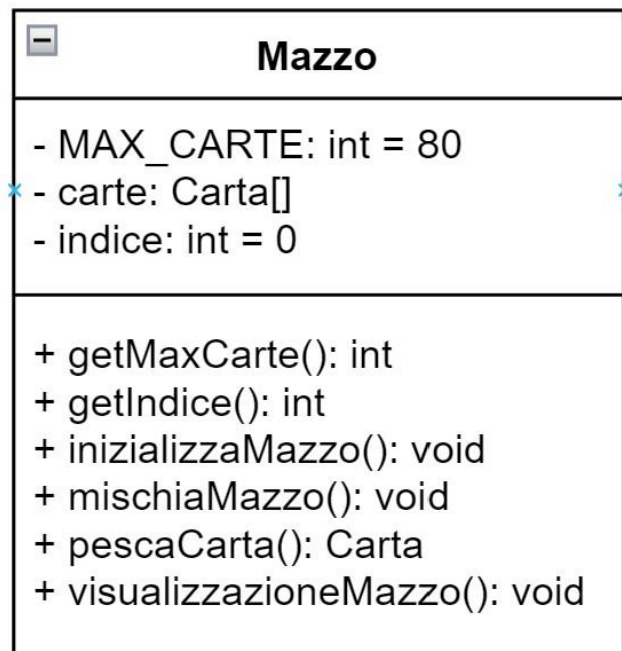 Mazzo
- MAX_CARTE: int = 80
- carte: Carta[]
- indice: int = 0
+ getMaxCarte(): int
+ getIndice(): int
+ inizializzaMazzo(): void
+ mischiaMazzo(): void
+ pescaCarta(): Carta
+ visualizzazioneMazzo(): void